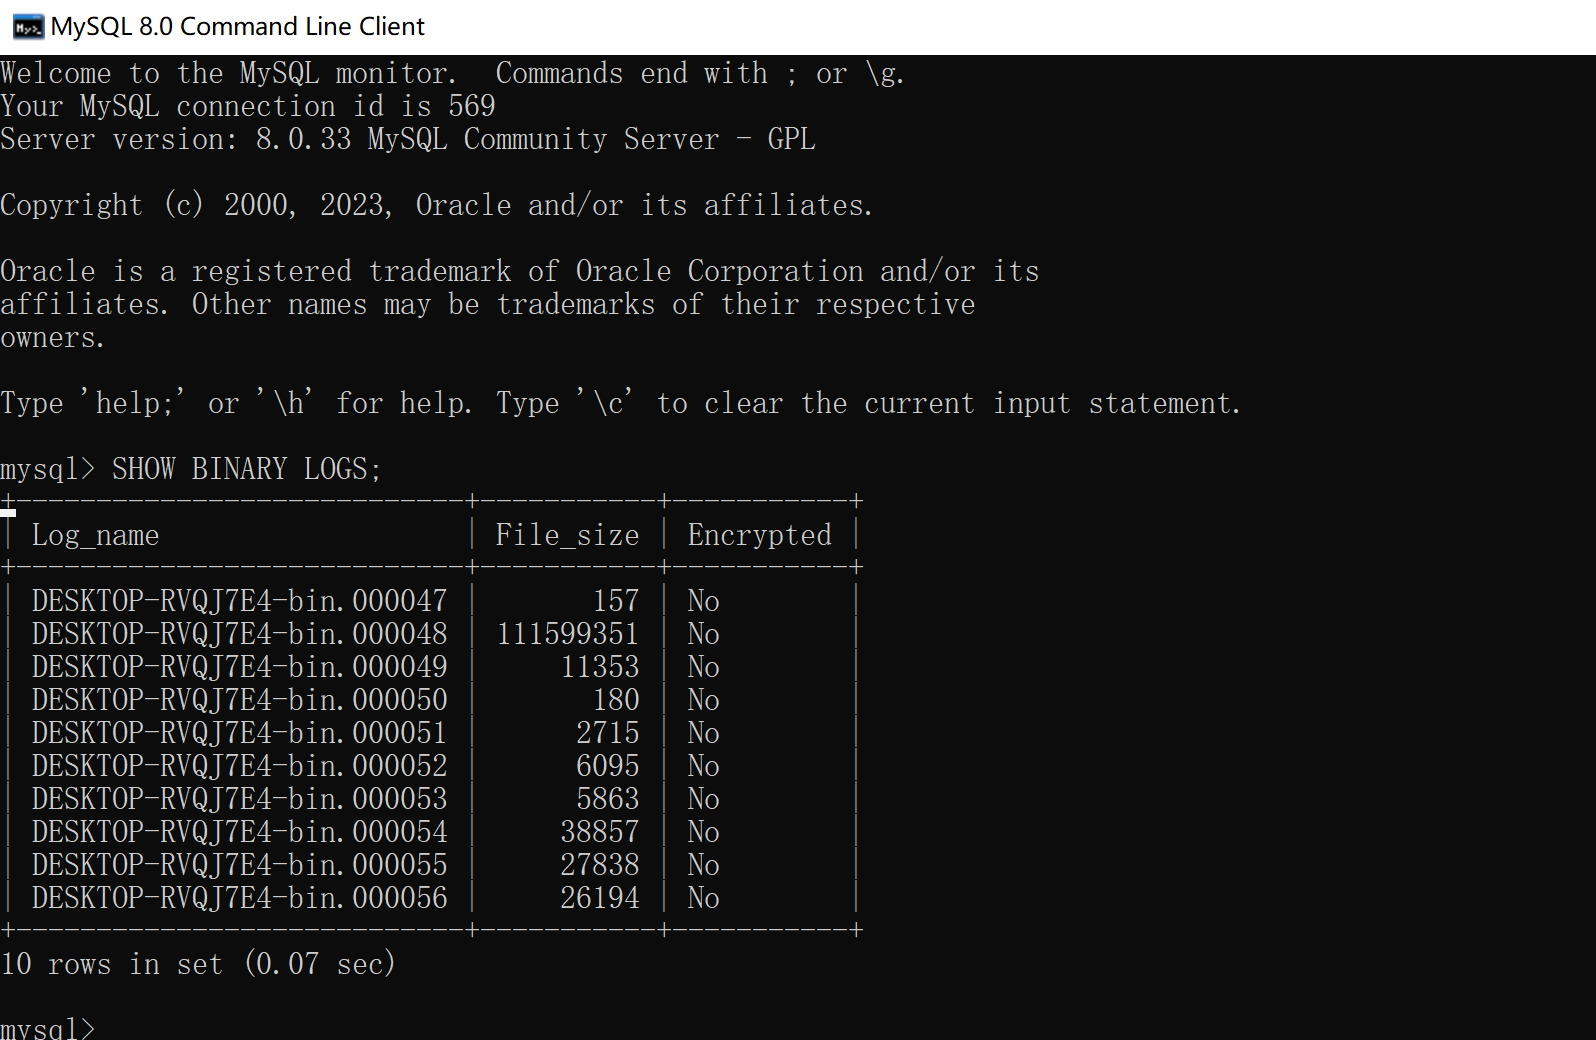 MySQL 8.0 Command Line Client
Welcome to the MySQL monitor.  Commands end with ; or \g.
Your MySQL connection id is 569
Server version: 8.0.33 MySQL Community Server - GPL
Copyright (c) 2000, 2023, Oracle and/or its affiliates.
Oracle is a registered trademark of Oracle Corporation and/or its
affiliates. Other names may be trademarks of their respective
owners.
Type 'help;' or '\h' for help. Type '\c' to clear the current input statement.
mysql> SHOW BINARY LOGS;
+----------------------------+-----------+-----------+
| Log_name                   | File_size | Encrypted |
+----------------------------+-----------+-----------+
| DESKTOP-RVQJ7E4-bin.000047 |       157 | No        |
| DESKTOP-RVQJ7E4-bin.000048 | 111599351 | No        |
| DESKTOP-RVQJ7E4-bin.000049 |     11353 | No        |
| DESKTOP-RVQJ7E4-bin.000050 |       180 | No        |
| DESKTOP-RVQJ7E4-bin.000051 |      2715 | No        |
| DESKTOP-RVQJ7E4-bin.000052 |      6095 | No        |
| DESKTOP-RVQJ7E4-bin.000053 |      5863 | No        |
| DESKTOP-RVQJ7E4-bin.000054 |     38857 | No        |
| DESKTOP-RVQJ7E4-bin.000055 |     27838 | No        |
| DESKTOP-RVQJ7E4-bin.000056 |     26194 | No        |
+----------------------------+-----------+-----------+
10 rows in set (0.07 sec)
mysql>